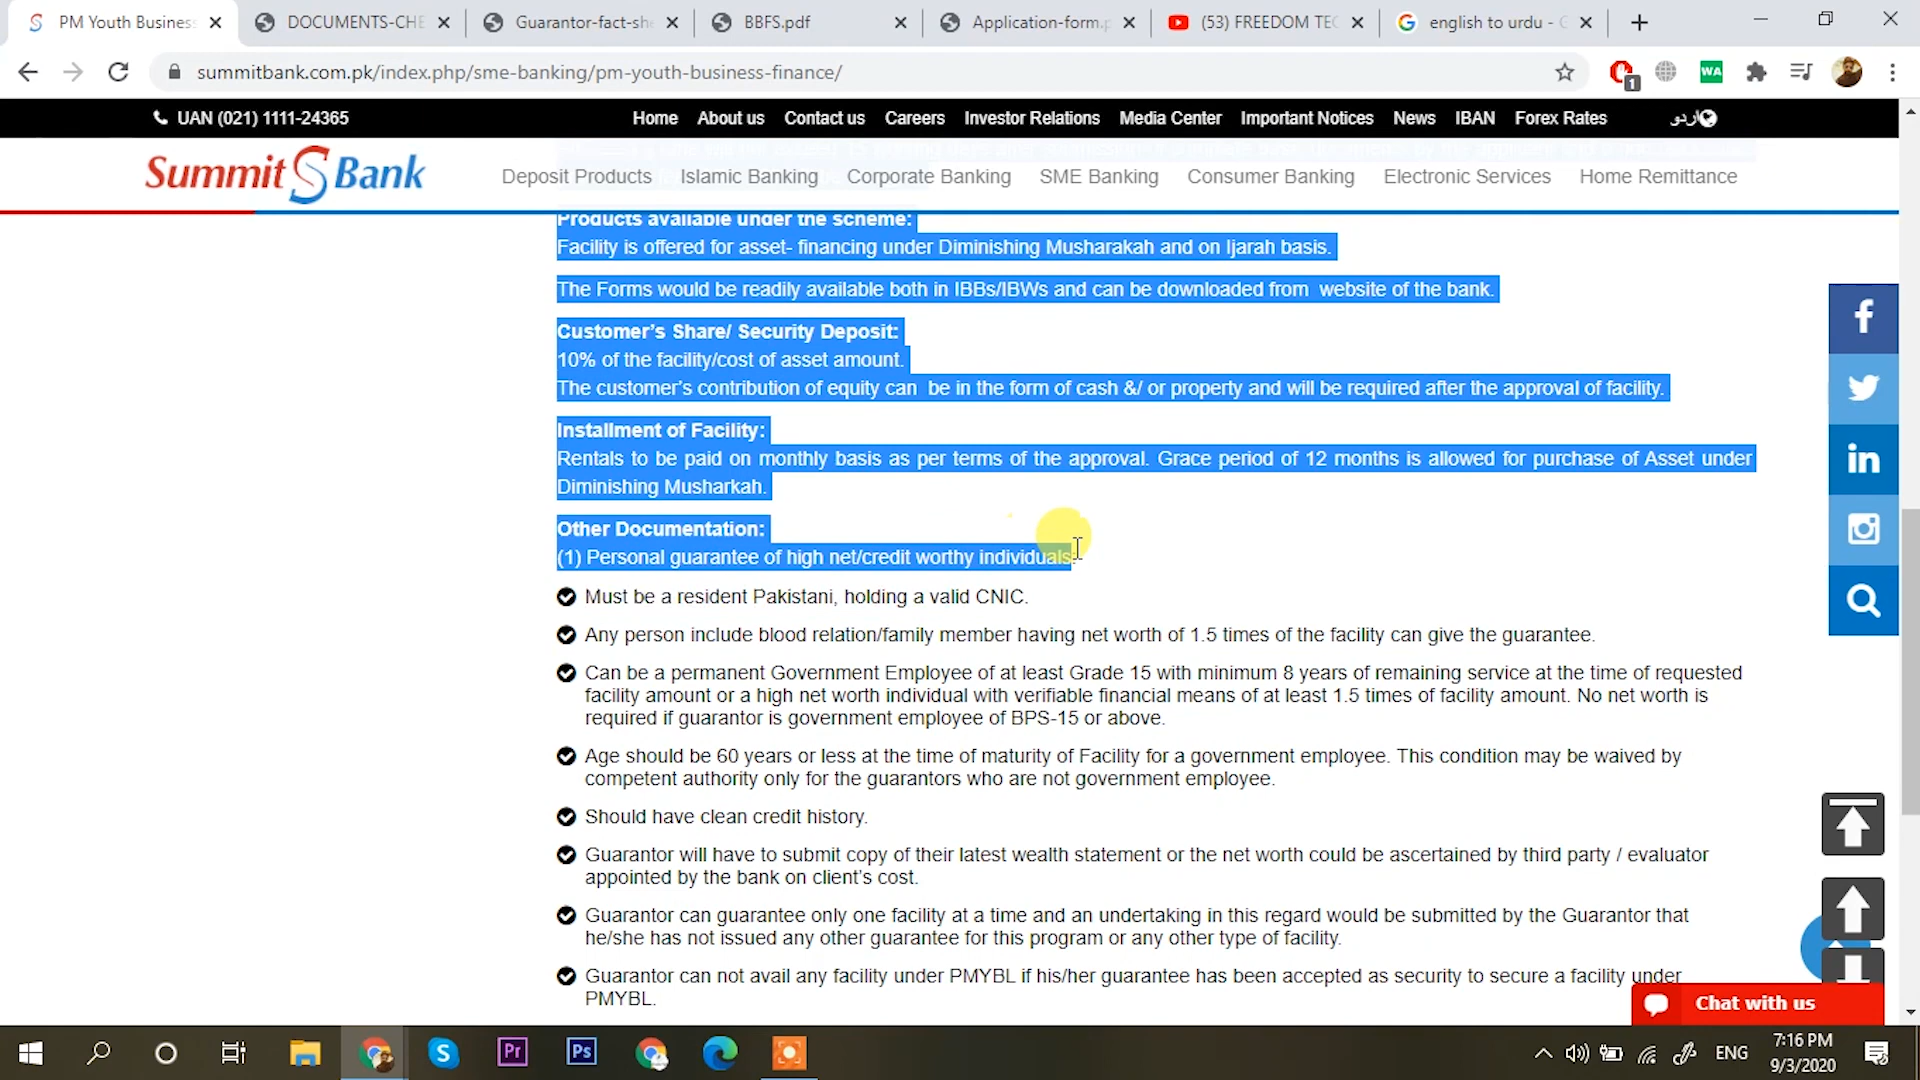 PM Youth Business
DOCUMENTS-CHE
Guarantor-fact-she
BBFS.pdf
Application-form.p
(53) FREEDOM TEC
english to urdu - G
summitbank.com.pk/index.php/sme-banking/pm-youth-business-finance/
1
WA
UAN (021) 1111-24365
Home About us Contact us Careers Investor Relations Media Center Important Notices News IBAN Forex Rates اردو
Summit S Bank
Deposit Products Islamic Banking Corporate Banking SME Banking Consumer Banking Electronic Services Home Remittance
Products available under the scheme:
Facility is offered for asset- financing under Diminishing Musharakah and on Ijarah basis.
The Forms would be readily available both in IBBs/IBWs and can be downloaded from website of the bank.
Customer's Share/ Security Deposit:
10% of the facility/cost of asset amount.
The customer's contribution of equity can be in the form of cash &/ or property and will be required after the approval of facility.
Installment of Facility:
Rentals to be paid on monthly basis as per terms of the approval. Grace period of 12 months is allowed for purchase of Asset under
Diminishing Musharkah.
Other Documentation:
(1) Personal guarantee of high net/credit worthy individuals:
Must be a resident Pakistani, holding a valid CNIC.
Any person include blood relation/family member having net worth of 1.5 times of the facility can give the guarantee.
Can be a permanent Government Employee of at least Grade 15 with minimum 8 years of remaining service at the time of requested
facility amount or a high net worth individual with verifiable financial means of at least 1.5 times of facility amount. No net worth is
required if guarantor is government employee of BPS-15 or above.
Age should be 60 years or less at the time of maturity of Facility for a government employee. This condition may be waived by
competent authority only for the guarantors who are not government employee.
Should have clean credit history.
Guarantor will have to submit copy of their latest wealth statement or the net worth could be ascertained by third party / evaluator
appointed by the bank on client's cost.
Guarantor can guarantee only one facility at a time and an undertaking in this regard would be submitted by the Guarantor that
he/she has not issued any other guarantee for this program or any other type of facility.
Guarantor can not avail any facility under PMYBL if his/her guarantee has been accepted as security to secure a facility under
PMYBL.
Chat with us
Pr
Ps
ENG
7:16 PM
9/3/2020